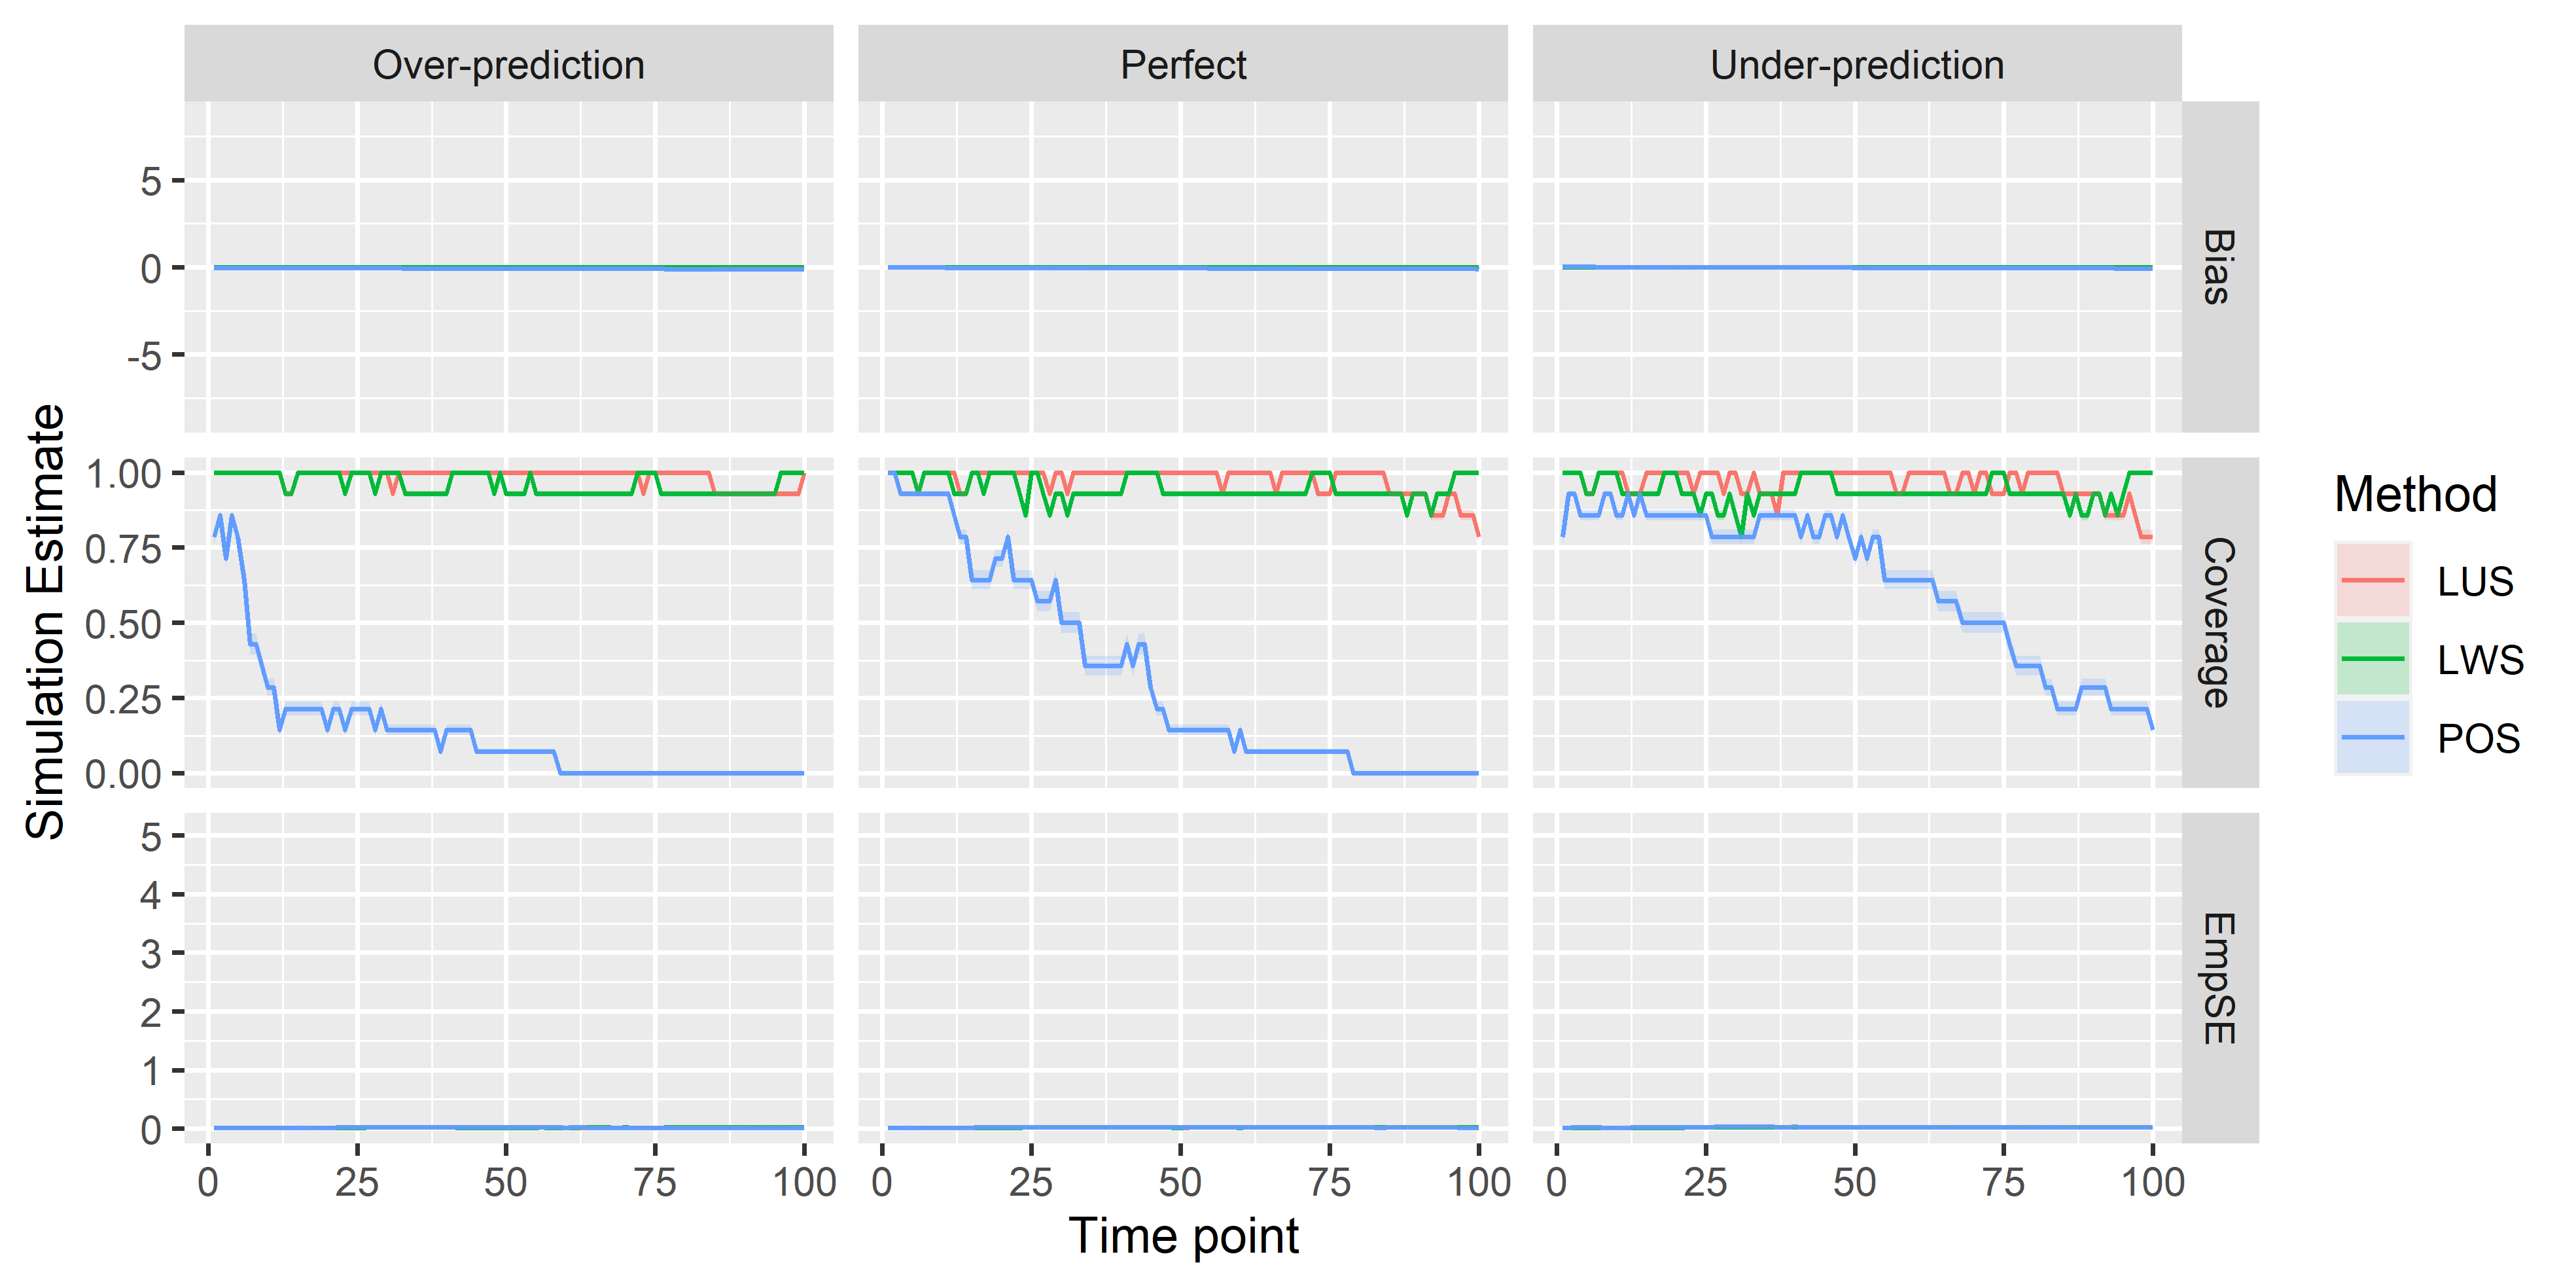 Over-prediction
Perfect
Under-prediction
5
0
-5
Bias
Simulation Estimate
1.00
0.75
0.50
0.25
0.00
Coverage
5
4
3
2
1
0
EmpSE
0 25 50 75 100
0 25 50 75 100
0 25 50 75 100
Time point
Method
LUS
LWS
POS